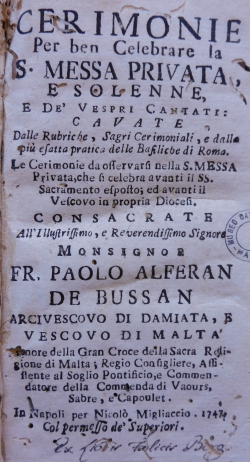 CERIMONIE
Per ben Celebrare la
S. MESSA PRIVATA,
E SOLENNE,
E DE' VESPRI CANTATI:
CAVATE
Dalle Rubriche, Sagri Cerimoniali, e dalla
più esatta pratica delle Basiliche di Roma.
Le Cerimonie da osservarsi nella S. MESSA
Privata, che si celebra avanti il SS.
Sacramento esposto; ed avanti il
Vescovo in propria Diocesi.
CONSACRATE
All'Illustrissimo, e Reverendissimo Signore
MONSIGNOR
FR. PAOLO ALFERAN
DE BUSSAN
ARCIVESCOVO DI DAMIATA, E
VESCOVO DI MALTA
Priore della Gran Croce della Sacra Reli-
gione di Malta; Regio Consigliere, Assi-
stente al Soglio Pontificio, e Commen-
datore della Commenda di Vaours,
Sabre, e Capoulet.
In Napoli per Nicolò Migliaccio. 1747.
Col permesso de' Superiori.
Ex